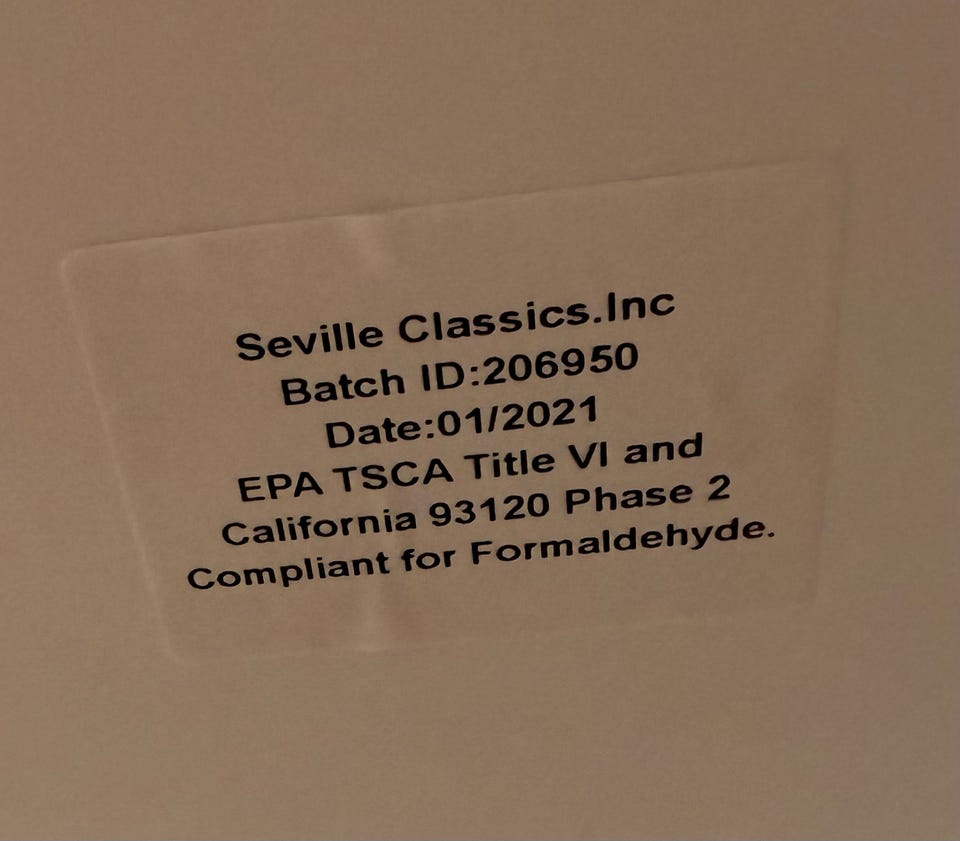 Seville Classics.Inc
Batch ID:206950
Date:01/2021
EPA TSCA Title VI and
California 93120 Phase 2
Compliant for Formaldehyde.